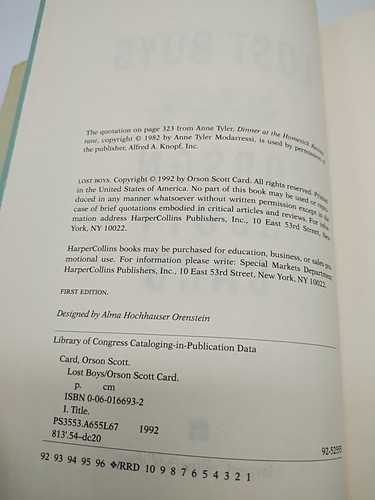 The quotation on page 323 from Anne Tyler, Dinner at the Homesick Restau-
rant, copyright © 1982 by Anne Tyler Modarressi, is used by permission of
the publisher, Alfred A. Knopf, Inc.
LOST BOYS. Copyright © 1992 by Orson Scott Card. All rights reserved. Printed
in the United States of America. No part of this book may be used or repro-
duced in any manner whatsoever without written permission except in the
case of brief quotations embodied in critical articles and reviews. For infor-
mation address HarperCollins Publishers, Inc., 10 East 53rd Street, New
York, NY 10022.
HarperCollins books may be purchased for education, business, or sales pro-
motional use. For information please write: Special Markets Department,
HarperCollins Publishers, Inc., 10 East 53rd Street, New York, NY 10022.
FIRST EDITION.
Designed by Alma Hochhauser Orenstein
Library of Congress Cataloging-in-Publication Data
Card, Orson Scott.
Lost Boys/Orson Scott Card.
p. cm
ISBN 0-06-016693-2
I. Title.
PS3553.A655L67 1992
813'.54-dc20 92-52555
92 93 94 95 96 ❖/RRD 10 9 8 7 6 5 4 3 2 1